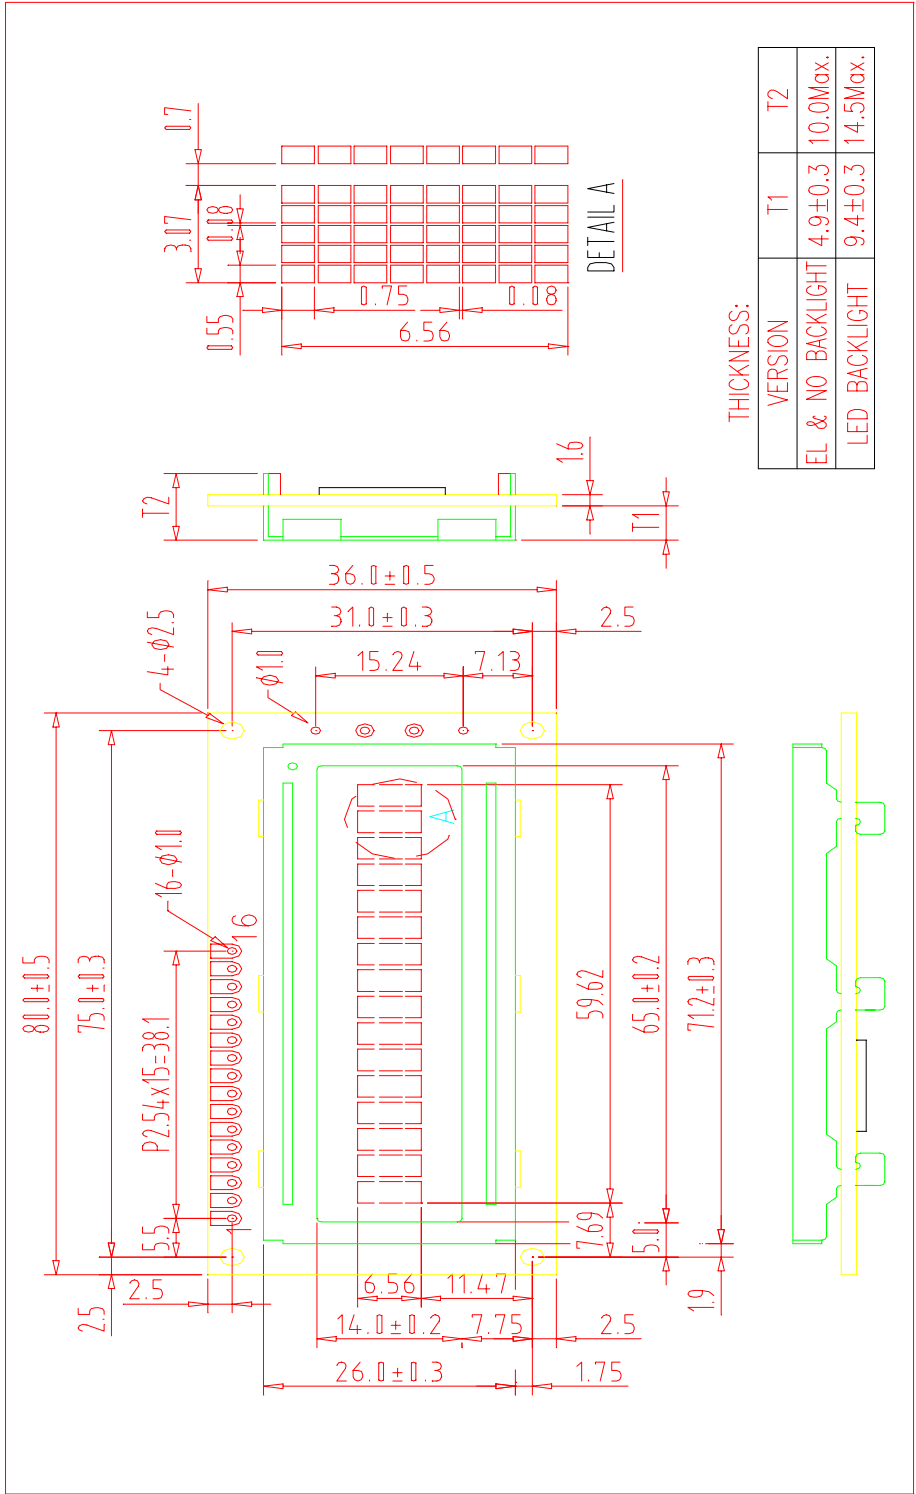 0.7
3.07
0.08
0.55
0.75
0.08
6.56
DETAIL A
THICKNESS:
VERSION T1 T2
EL & NO BACKLIGHT 4.9±0.3 10.0Max.
LED BACKLIGHT 9.4±0.3 14.5Max.
T2
1.6
T1
36.0±0.5
31.0±0.3
2.5
15.24
7.13
4-ϕ2.5
ϕ1.0
16-ϕ1.0
16
A
80.0±0.5
75.0±0.3
P2.54x15=38.1
5.5
1
2.5
2.5
59.62
65.0±0.2
71.2±0.3
7.69
5.0
1.9
6.56
11.47
14.0±0.2
7.75
2.5
26.0±0.3
1.75